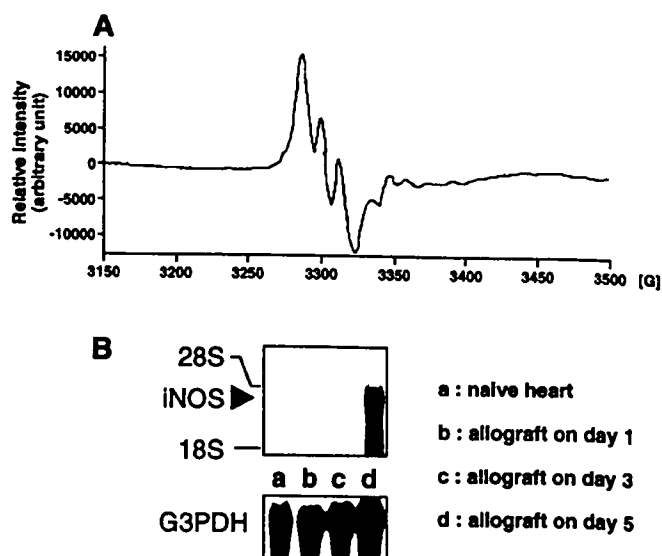 A
Relative Intensity
(arbitrary unit)
15000
10000
5000
0
-5000
-10000
3150 3200 3250 3300 3350 3400 3450 3500 [G]
B
28S
iNOS
18S
a b c d
G3PDH
a : naive heart
b : allograft on day 1
c : allograft on day 3
d : allograft on day 5